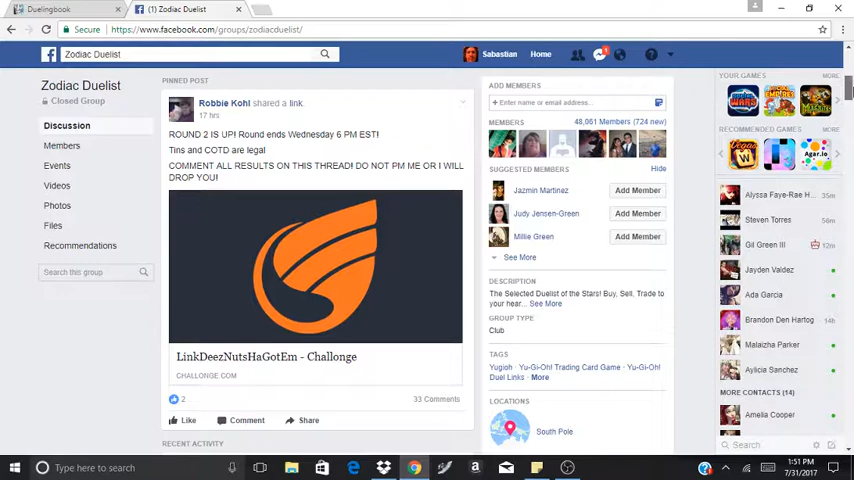 Duelingbook
(1) Zodiac Duelist
Secure
https://www.facebook.com/groups/zodiacduelist/
Zodiac Duelist
Sabastian
Home
1
Zodiac Duelist
Closed Group
Discussion
Members
Events
Videos
Photos
Files
Recommendations
Search this group
PINNED POST
Robbie Kohl shared a link.
17 hrs
ROUND 2 IS UP! Round ends Wednesday 6 PM EST!
Tins and COTD are legal
COMMENT ALL RESULTS ON THIS THREAD! DO NOT PM ME OR I WILL
DROP YOU!
LinkDeezNutsHaGotEm - Challonge
CHALLONGE.COM
2
33 Comments
Like
Comment
Share
RECENT ACTIVITY
ADD MEMBERS
+ Enter name or email address...
MEMBERS
48,061 Members (724 new)
SUGGESTED MEMBERS
Hide
Jazmin Martinez
Add Member
Judy Jensen-Green
Add Member
Millie Green
Add Member
See More
DESCRIPTION
The Selected Duelist of the Stars! Buy, Sell, Trade to
your hear... See More
GROUP TYPE
Club
TAGS
Yugioh · Yu-Gi-Oh! Trading Card Game · Yu-Gi-Oh!
Duel Links · More
LOCATIONS
South Pole
YOUR GAMES
MORE
RECOMMENDED GAMES
MORE
Agar.io
Alyssa Faye-Rae H...
35m
Steven Torres
56m
Gil Green III
12m
Jayden Valdez
Ada Garcia
Brandon Den Hartog
14h
Malaizha Parker
Aylicia Sanchez
MORE CONTACTS (14)
Amelia Cooper
Search
Type here to search
1:51 PM
7/31/2017